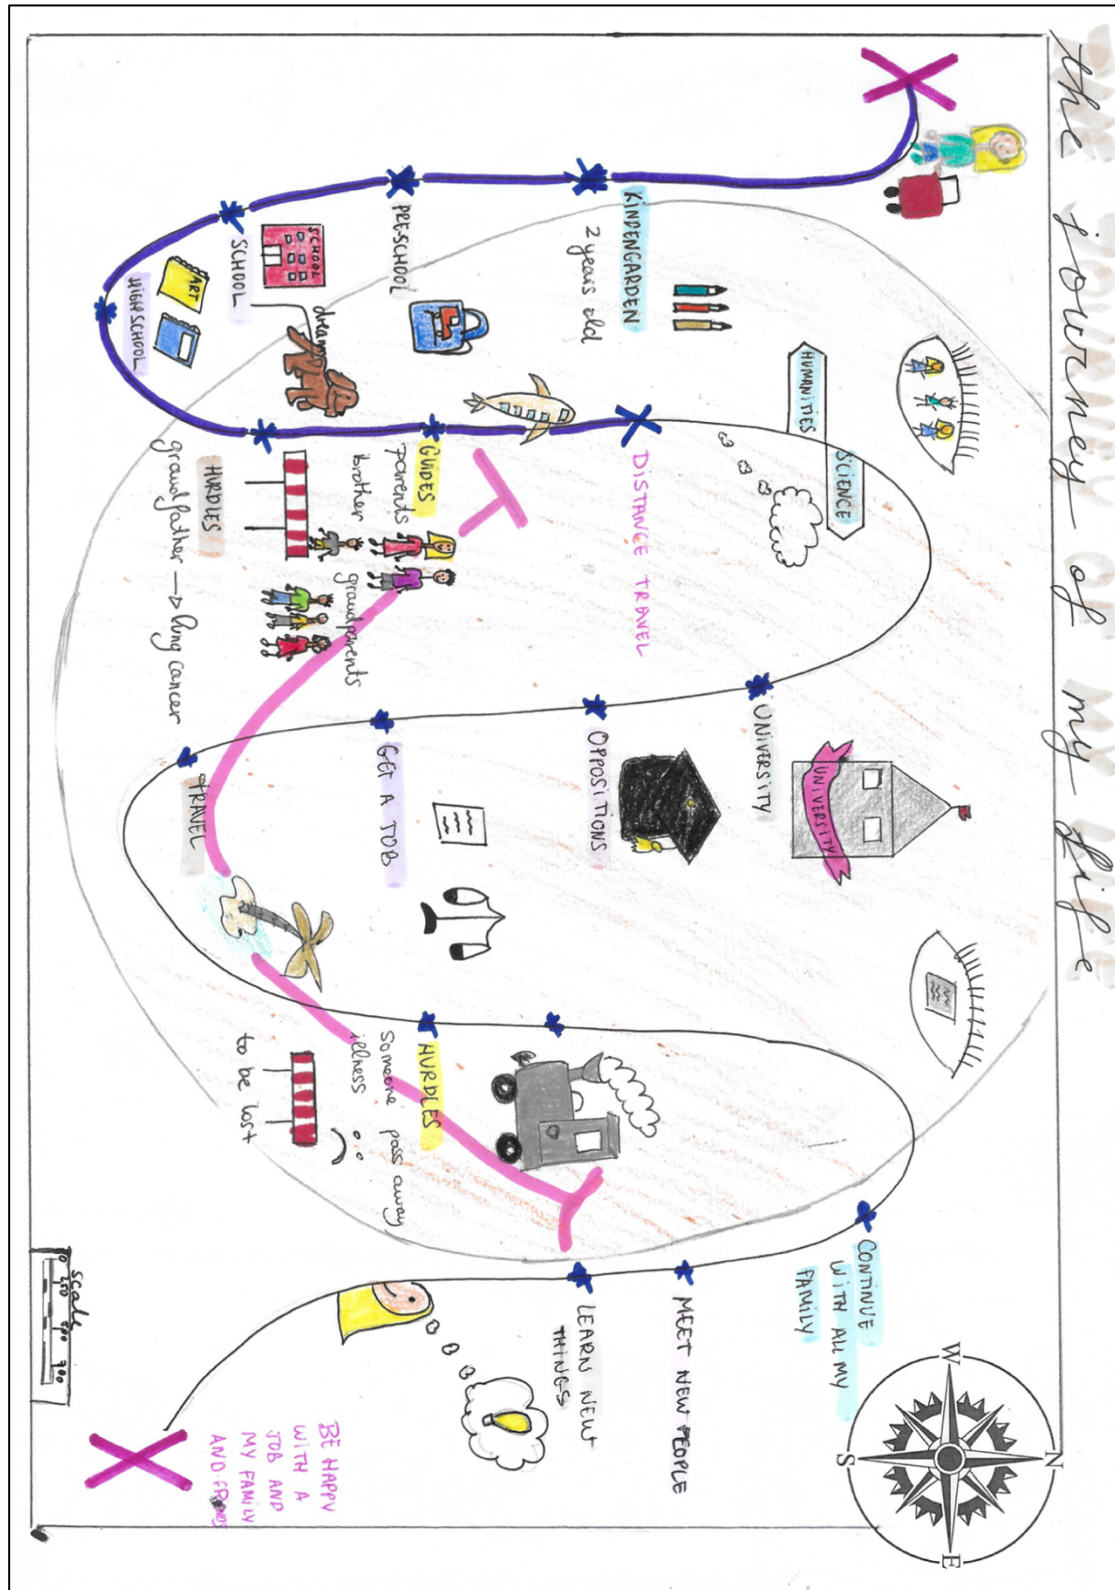 the journey of my life
KINDENGARDEN
2 years old
PRESCHOOL
SCHOOL
SCHOOL
dream
ART
HIGH SCHOOL
HURDLES
grandfather → lung cancer
GUIDES
parents
brother
grandparents
DISTANCE TRAVEL
HUMANITIES
SCIENCE
UNIVERSITY
UNIVERSITY
OPPOSITIONS
GET A JOB
TRAVEL
HURDLES
someone pass away
illness
to be lost
CONTINUE
WITH ALL MY
FAMILY
MEET NEW PEOPLE
LEARN NEW
THINGS
BE HAPPY
WITH A
JOB AND
MY FAMILY
AND FRIENDS
scale
N
E
S
W